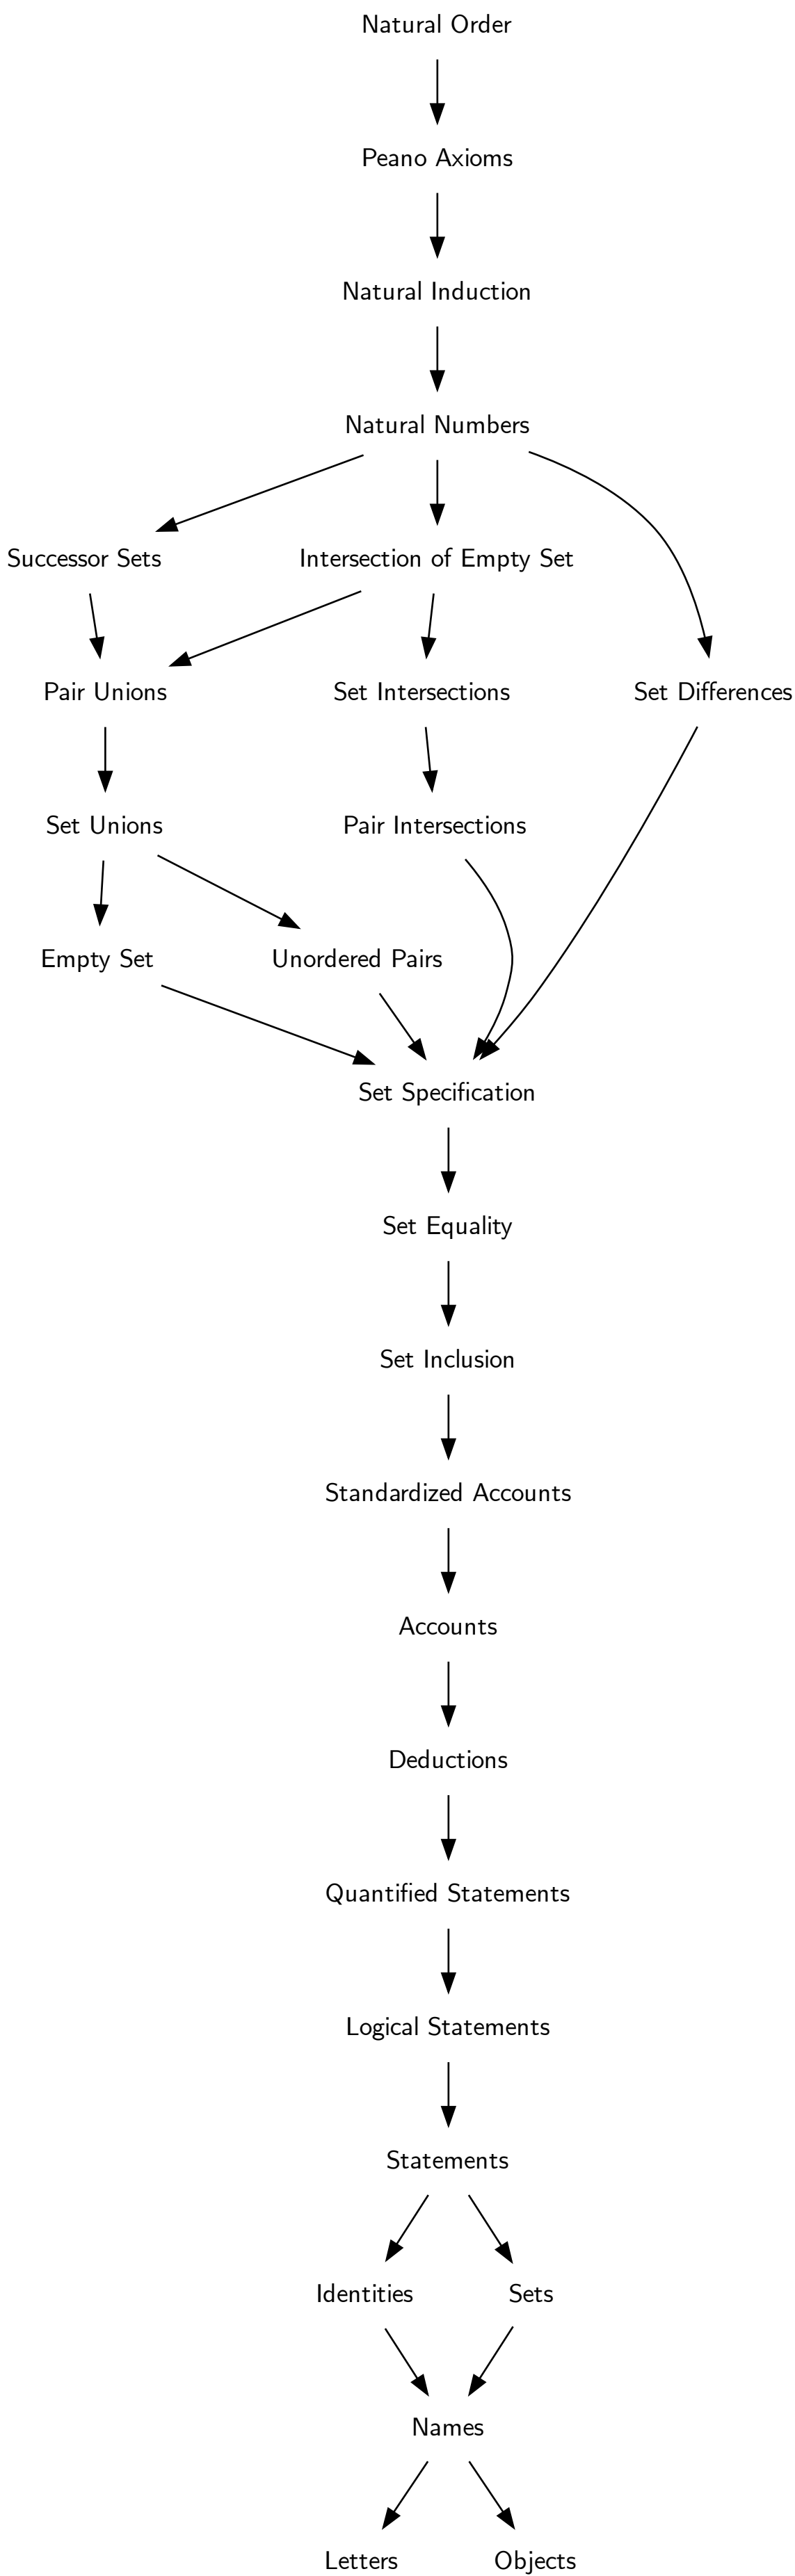 Natural Order
Peano Axioms
Natural Induction
Natural Numbers
Successor Sets
Intersection of Empty Set
Pair Unions
Set Intersections
Set Differences
Set Unions
Pair Intersections
Empty Set
Unordered Pairs
Set Specification
Set Equality
Set Inclusion
Standardized Accounts
Accounts
Deductions
Quantified Statements
Logical Statements
Statements
Identities
Sets
Names
Letters
Objects